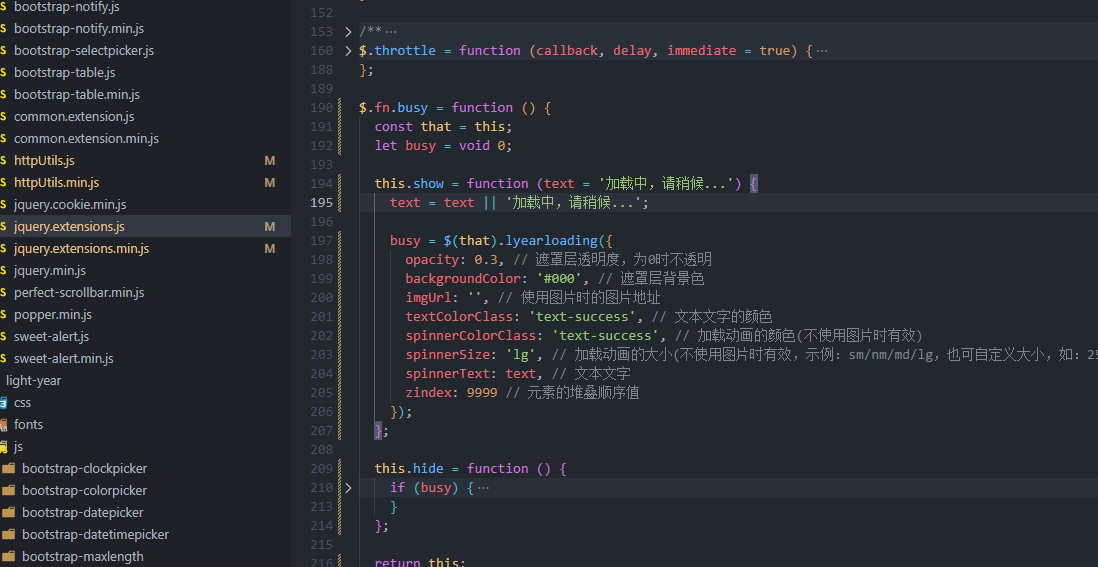 bootstrap-notify.js
bootstrap-notify.min.js
bootstrap-selectpicker.js
bootstrap-table.js
bootstrap-table.min.js
common.extension.js
common.extension.min.js
httpUtils.js M
httpUtils.min.js M
jquery.cookie.min.js
jquery.extensions.js M
jquery.extensions.min.js M
jquery.min.js
perfect-scrollbar.min.js
popper.min.js
sweet-alert.js
sweet-alert.min.js
light-year
css
fonts
js
bootstrap-clockpicker
bootstrap-colorpicker
bootstrap-datepicker
bootstrap-datetimepicker
bootstrap-maxlength
152
153 /** …
160 $.throttle = function (callback, delay, immediate = true) { …
188 };
189
190 $.fn.busy = function () {
191 const that = this;
192 let busy = void 0;
193
194 this.show = function (text = '加载中，请稍候...') {
195 text = text || '加载中，请稍候...';
196
197 busy = $(that).lyearloading({
198 opacity: 0.3, // 遮罩层透明度，为0时不透明
199 backgroundColor: '#000', // 遮罩层背景色
200 imgUrl: '', // 使用图片时的图片地址
201 textColorClass: 'text-success', // 文本文字的颜色
202 spinnerColorClass: 'text-success', // 加载动画的颜色(不使用图片时有效)
203 spinnerSize: 'lg', // 加载动画的大小(不使用图片时有效，示例：sm/nm/md/lg，也可自定义大小，如：25
204 spinnerText: text, // 文本文字
205 zindex: 9999 // 元素的堆叠顺序值
206 });
207 };
208
209 this.hide = function () {
210 if (busy) { …
213 }
214 };
215
216 return this;